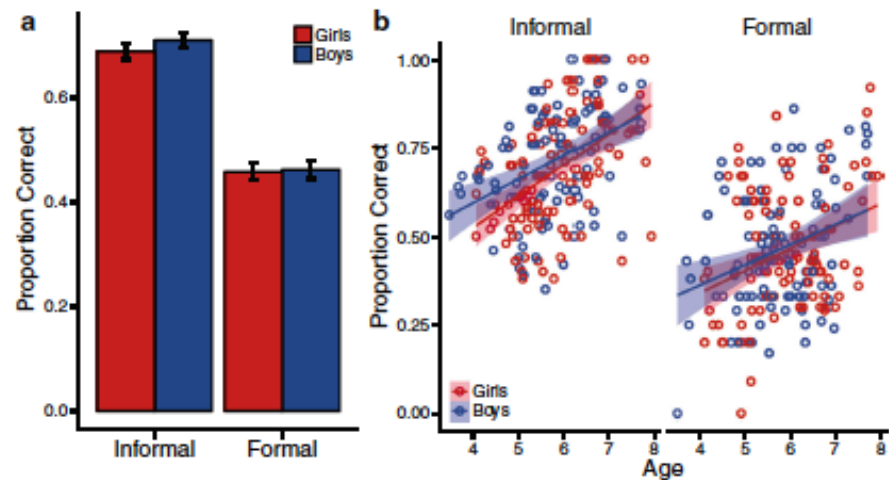 a
Girls
Boys
Proportion Correct
0.6
0.4
0.2
0.0
Informal
Formal
b
Informal
Formal
Proportion Correct
1.00
0.75
0.50
0.25
0.00
Girls
Boys
4 5 6 7 8
4 5 6 7 8
Age